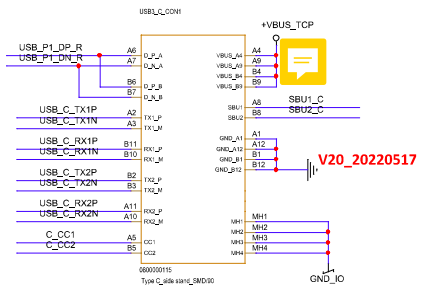 USB3_C_CON1
+VBUS_TCP
USB_P1_DP_R A6 D_P_A VBUS_A4 A4
USB_P1_DN_R A7 D_N_A VBUS_A9 A9
VBUS_B4 B4
B6 D_P_B VBUS_B9 B9
B7 D_N_B
USB_C_TX1P A2 TX1_P SBU1 A8 SBU1_C
USB_C_TX1N A3 TX1_M SBU2 B8 SBU2_C
GND_A1 A1
USB_C_RX1P B11 RX1_P GND_A12 A12
USB_C_RX1N B10 RX1_M GND_B1 B1
GND_B12 B12
V20_20220517
USB_C_TX2P B2 TX2_P
USB_C_TX2N B3 TX2_M
USB_C_RX2P A11 RX2_P
USB_C_RX2N A10 RX2_M MH1 MH1
MH2 MH2
C_CC1 A5 CC1 MH3 MH3
C_CC2 B5 CC2 MH4 MH4
0800000115
GND_IO
Type C_side stand_SMD/90